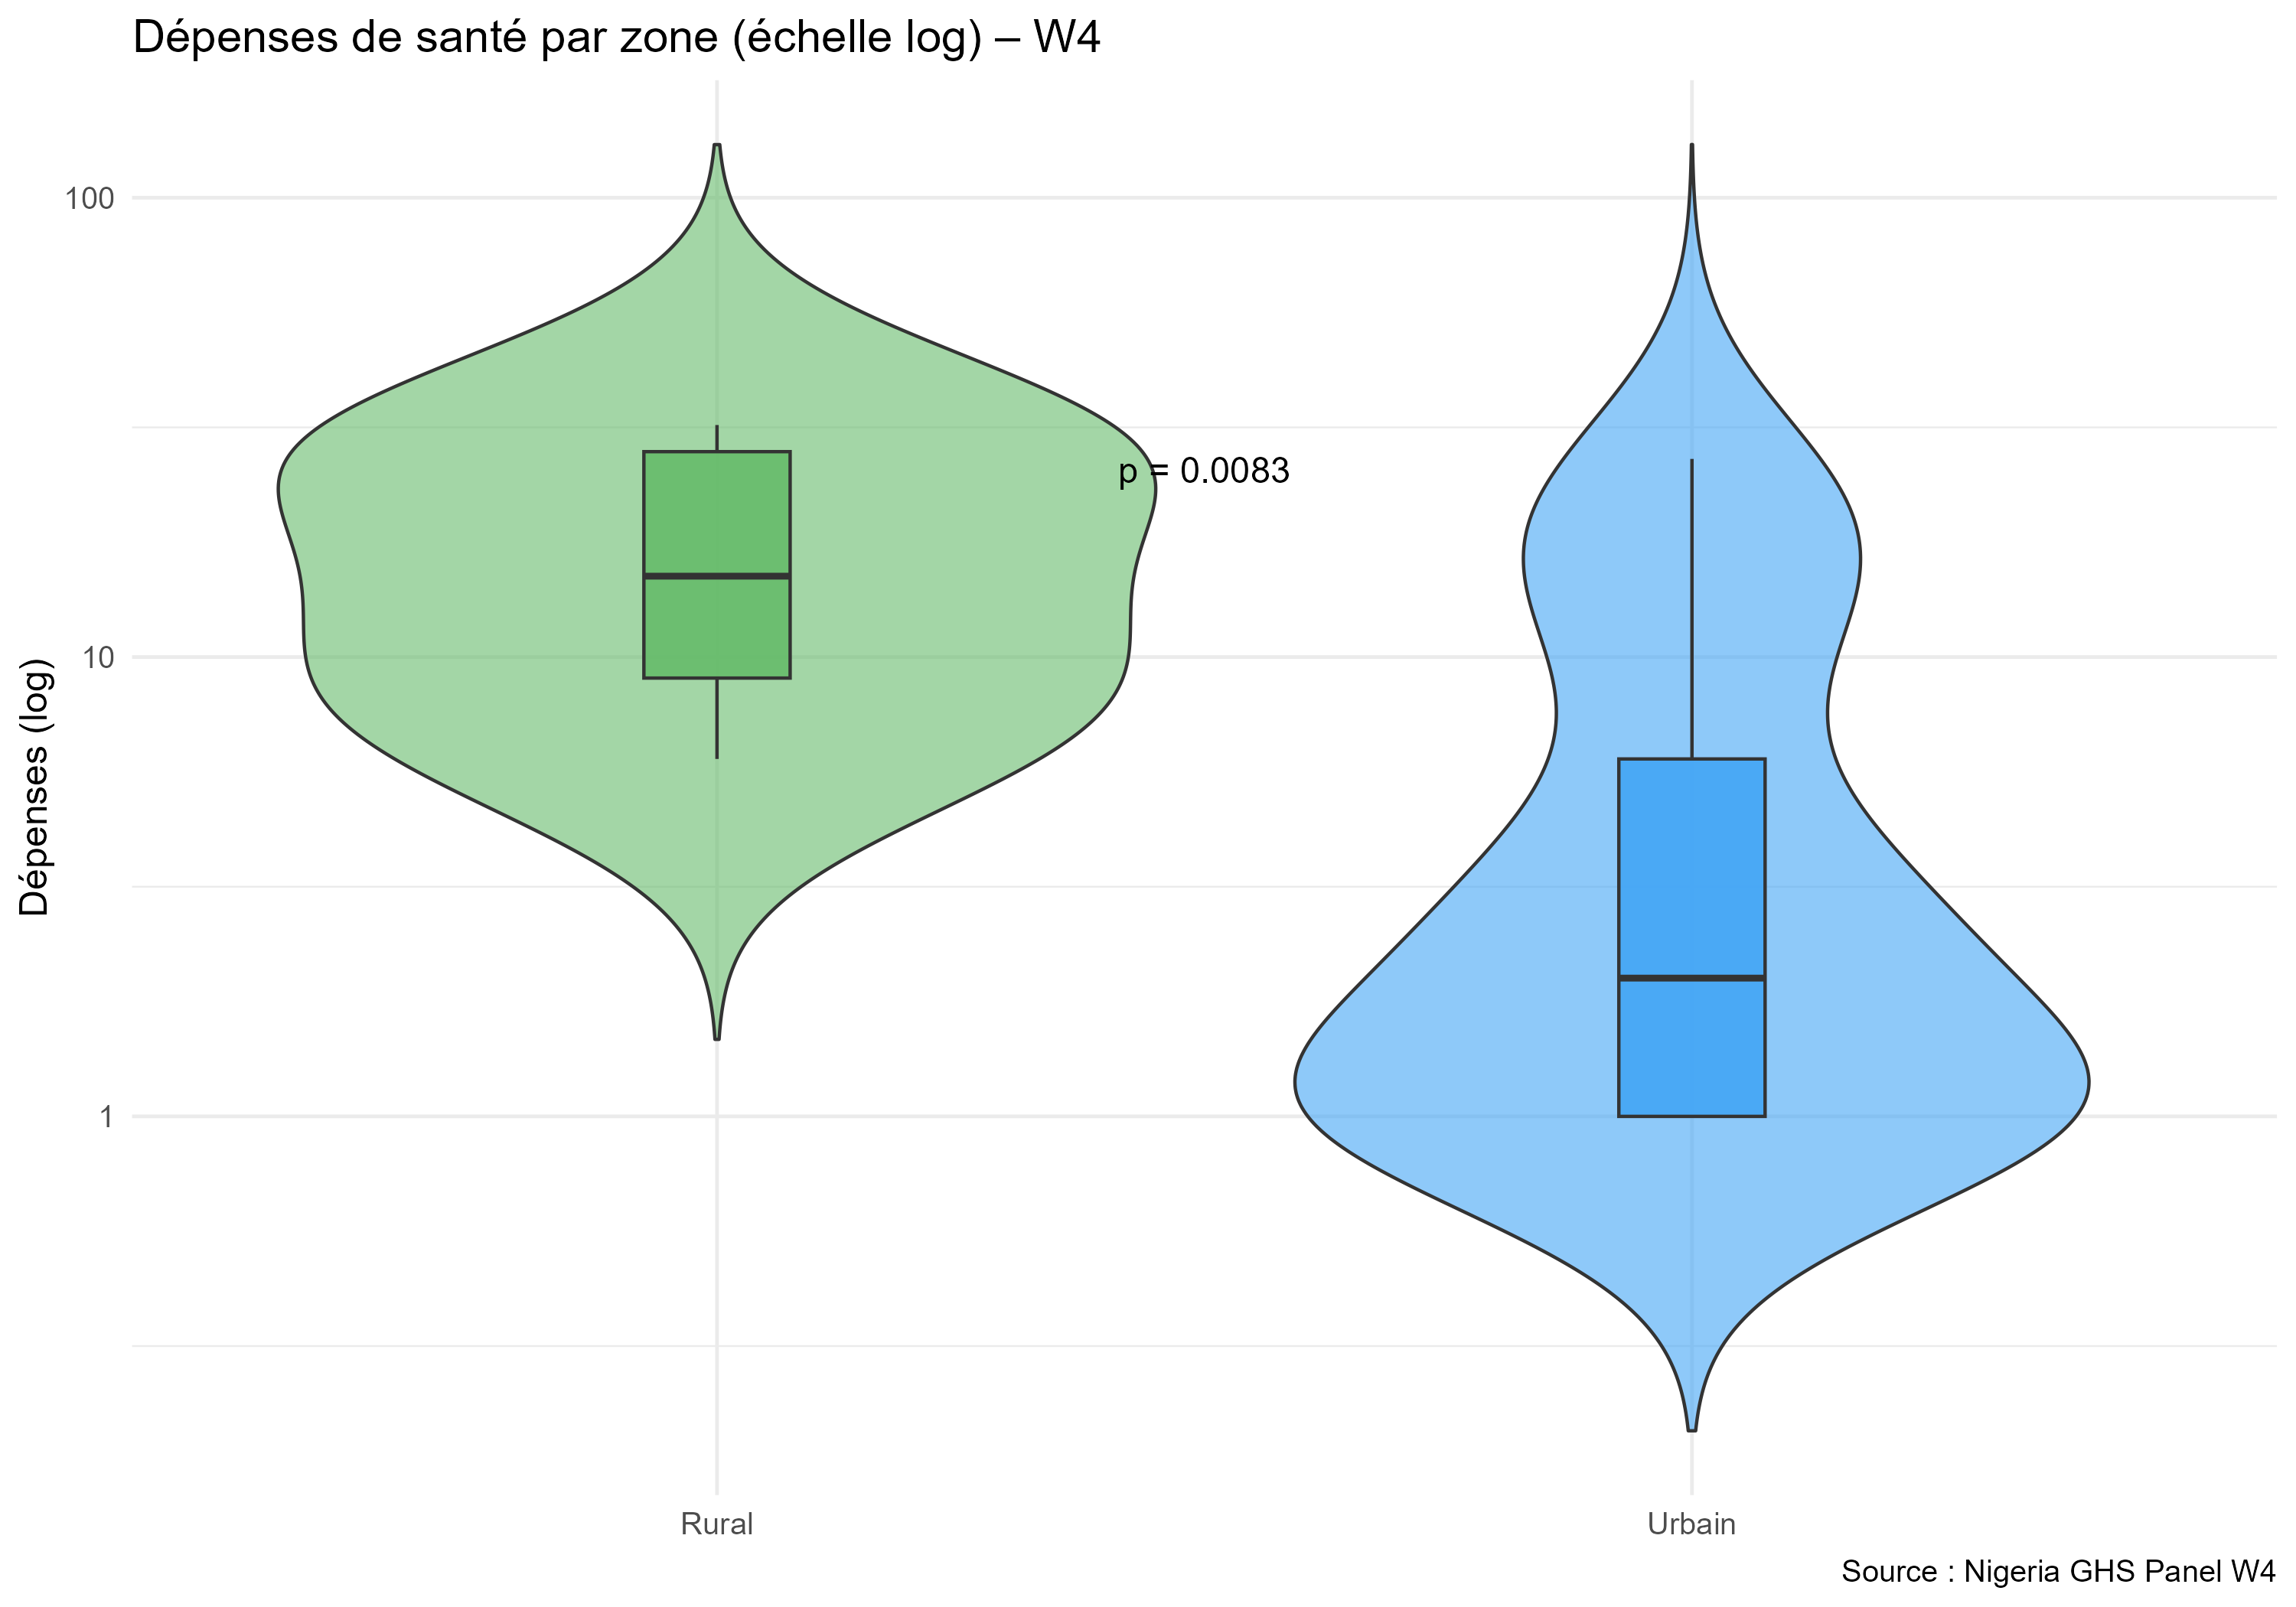 Dépenses de santé par zone (échelle log) – W4
Dépenses (log)
100
10
1
p = 0.0083
Rural
Urbain
Source : Nigeria GHS Panel W4